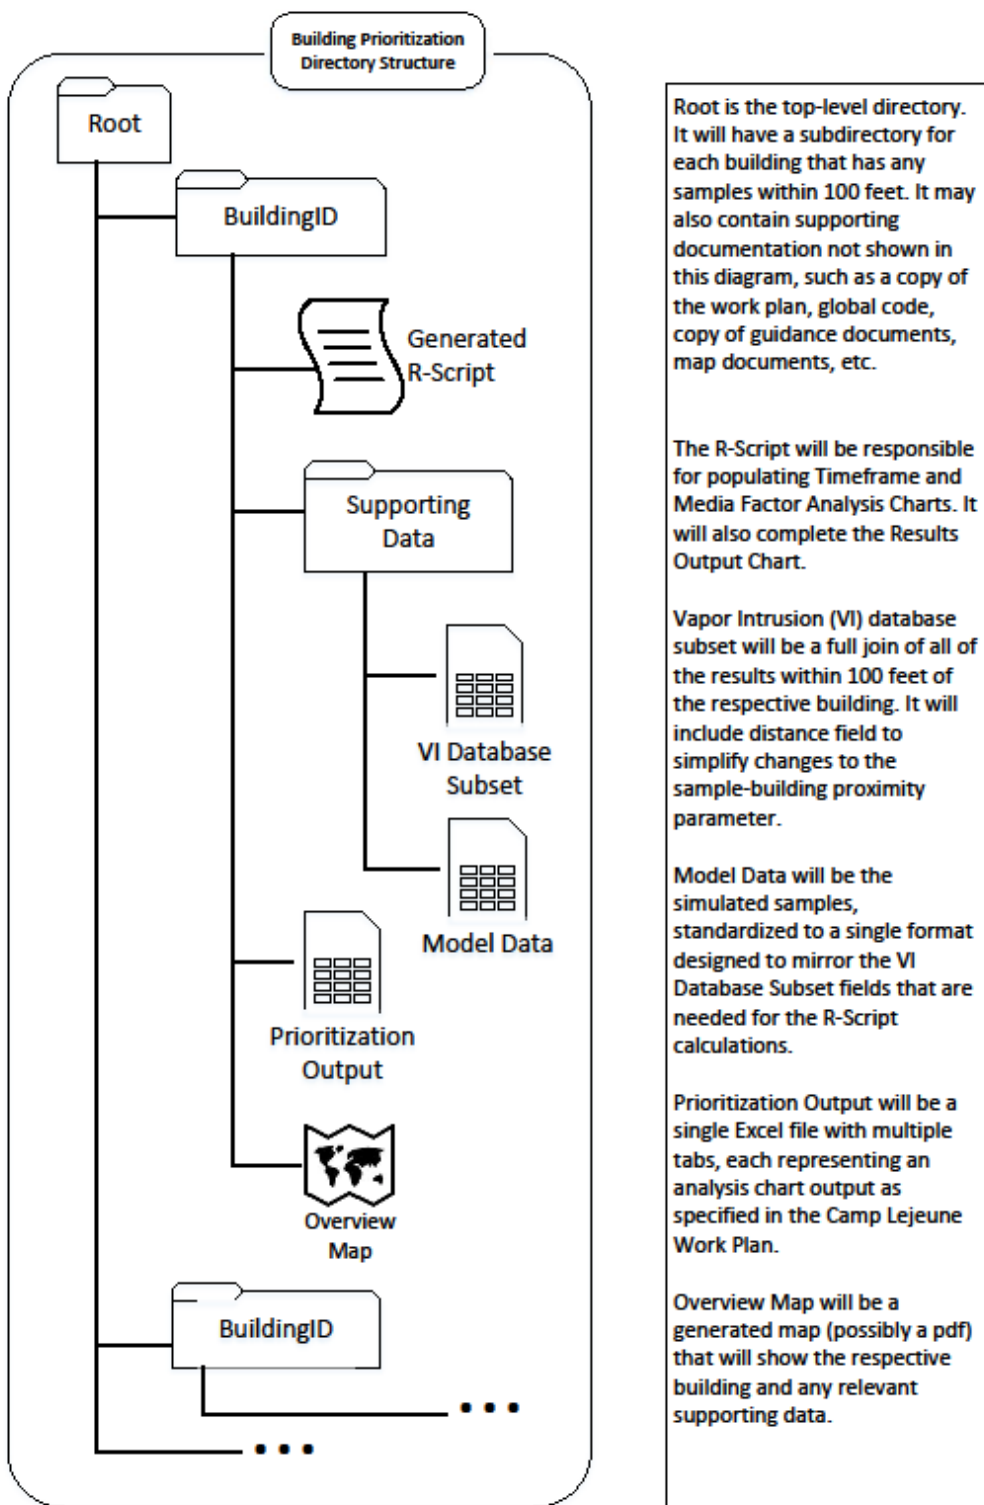 Building Prioritization
Directory Structure
Root
BuildingID
Generated
R-Script
Supporting
Data
VI Database
Subset
Model Data
Prioritization
Output
Overview
Map
BuildingID
• • •
• • •
Root is the top-level directory.
It will have a subdirectory for
each building that has any
samples within 100 feet. It may
also contain supporting
documentation not shown in
this diagram, such as a copy of
the work plan, global code,
copy of guidance documents,
map documents, etc.
The R-Script will be responsible
for populating Timeframe and
Media Factor Analysis Charts. It
will also complete the Results
Output Chart.
Vapor Intrusion (VI) database
subset will be a full join of all of
the results within 100 feet of
the respective building. It will
include distance field to
simplify changes to the
sample-building proximity
parameter.
Model Data will be the
simulated samples,
standardized to a single format
designed to mirror the VI
Database Subset fields that are
needed for the R-Script
calculations.
Prioritization Output will be a
single Excel file with multiple
tabs, each representing an
analysis chart output as
specified in the Camp Lejeune
Work Plan.
Overview Map will be a
generated map (possibly a pdf)
that will show the respective
building and any relevant
supporting data.